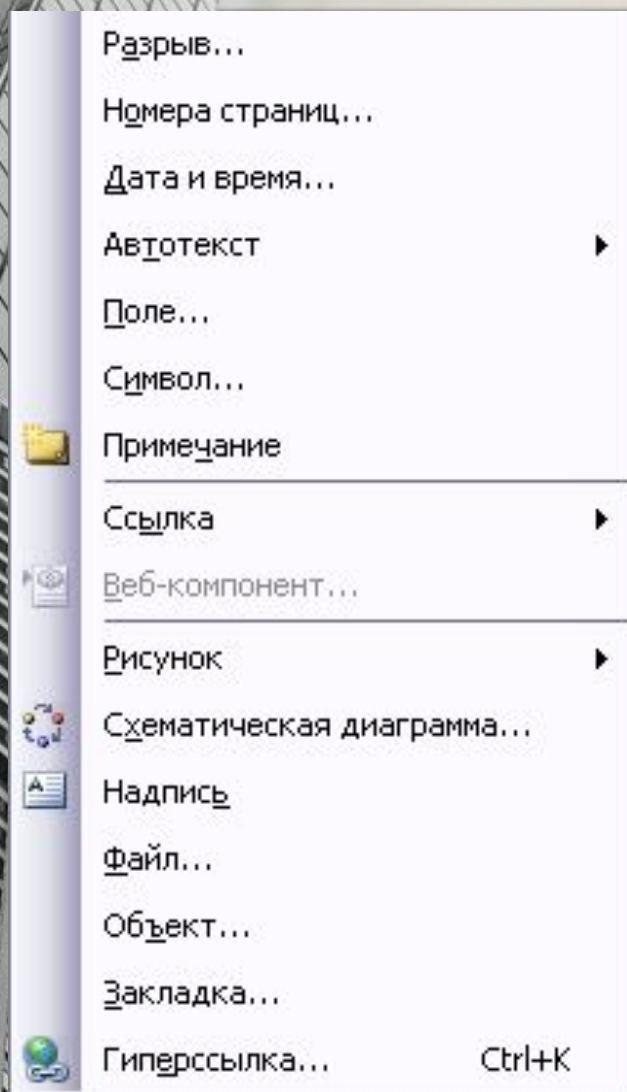 Разрыв...
Номера страниц...
Дата и время...
Автотекст
Поле...
Символ...
Примечание
Ссылка
Веб-компонент...
Рисунок
Схематическая диаграмма...
Надпись
Файл...
Объект...
Закладка...
Гиперссылка... Ctrl+K